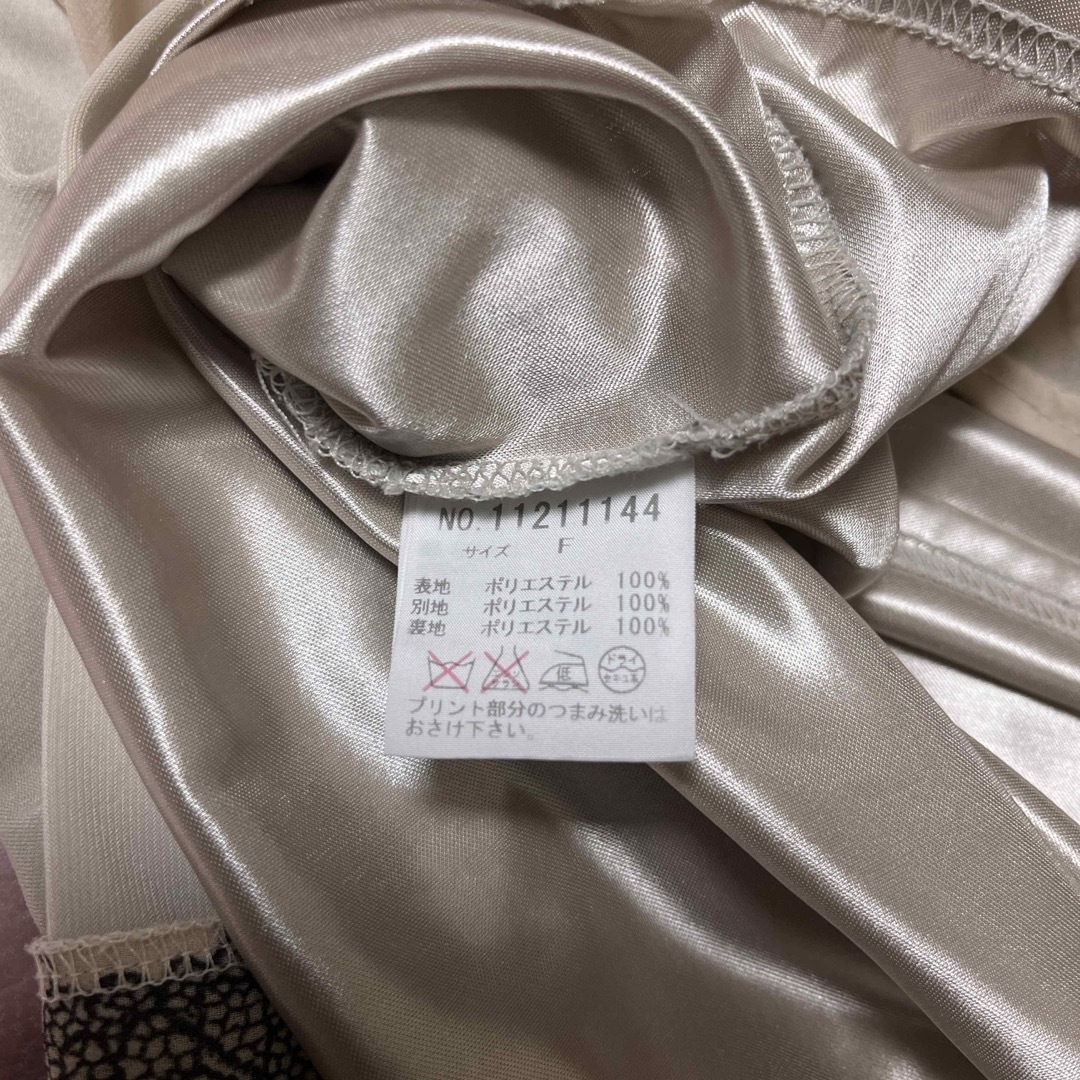 NO.11211144
サイズ F
表地 ポリエステル 100%
別地 ポリエステル 100%
裏地 ポリエステル 100%
低 ドライ
プリント部分のつまみ洗いは
おさけ下さい。